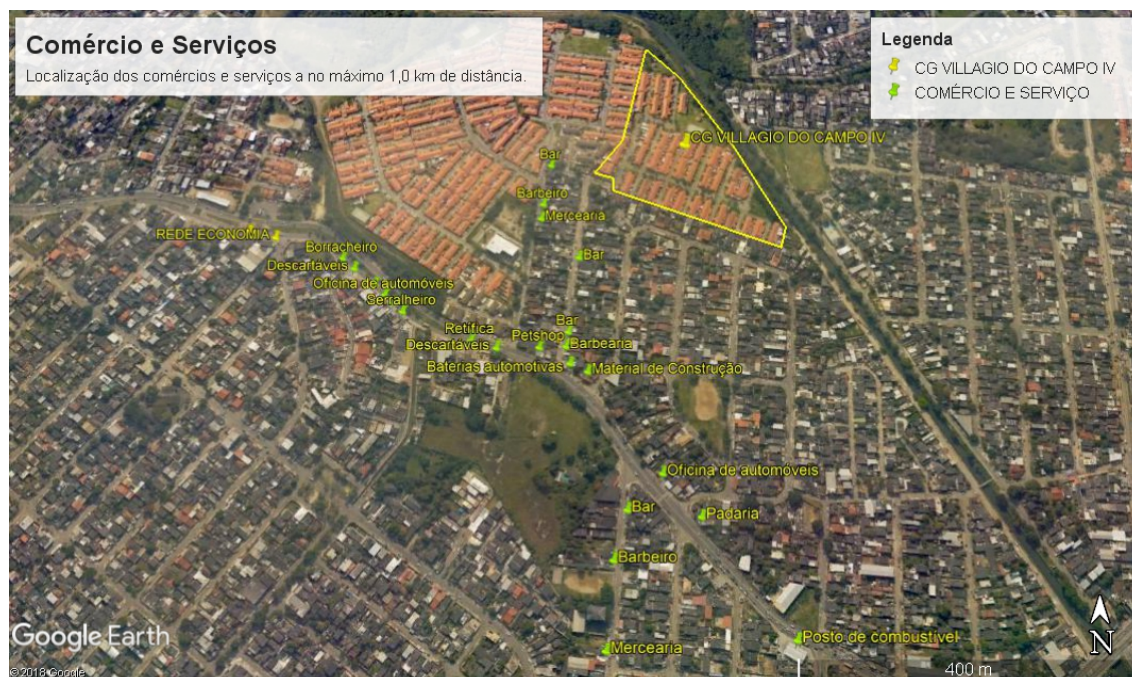 Comércio e Serviços
Localização dos comércios e serviços a no máximo 1,0 km de distância.
Legenda
CG VILLAGIO DO CAMPO IV
COMÉRCIO E SERVIÇO
CG VILLAGIO DO CAMPO IV
Bar
Barbeiro
Mercearia
REDE ECONOMIA
Borracheiro
Bar
Descartáveis
Oficina de automóveis
Serralheiro
Bar
Retífica
Petshop
Descartáveis
Barbearia
Baterias automotivas
Material de Construção
Oficina de automóveis
Bar
Padaria
Barbeiro
Posto de combustível
Mercearia
Google Earth
N
© 2018 Google
400 m